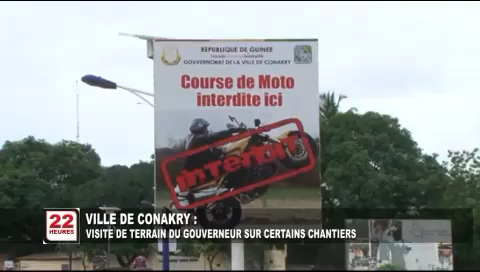 REPUBLIQUE DE GUINEE
GOUVERNORAT DE LA VILLE DE CONAKRY
Course de Moto
interdite ici
interdit
22
HEURES
VILLE DE CONAKRY :
VISITE DE TERRAIN DU GOUVERNEUR SUR CERTAINS CHANTIERS